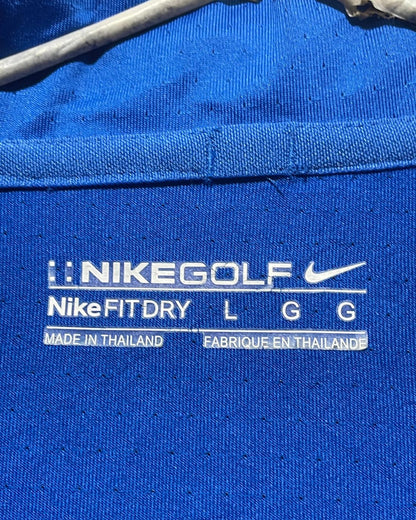 NIKEGOLF
NikeFITDRY L G G
MADE IN THAILAND FABRIQUE EN THAILANDE